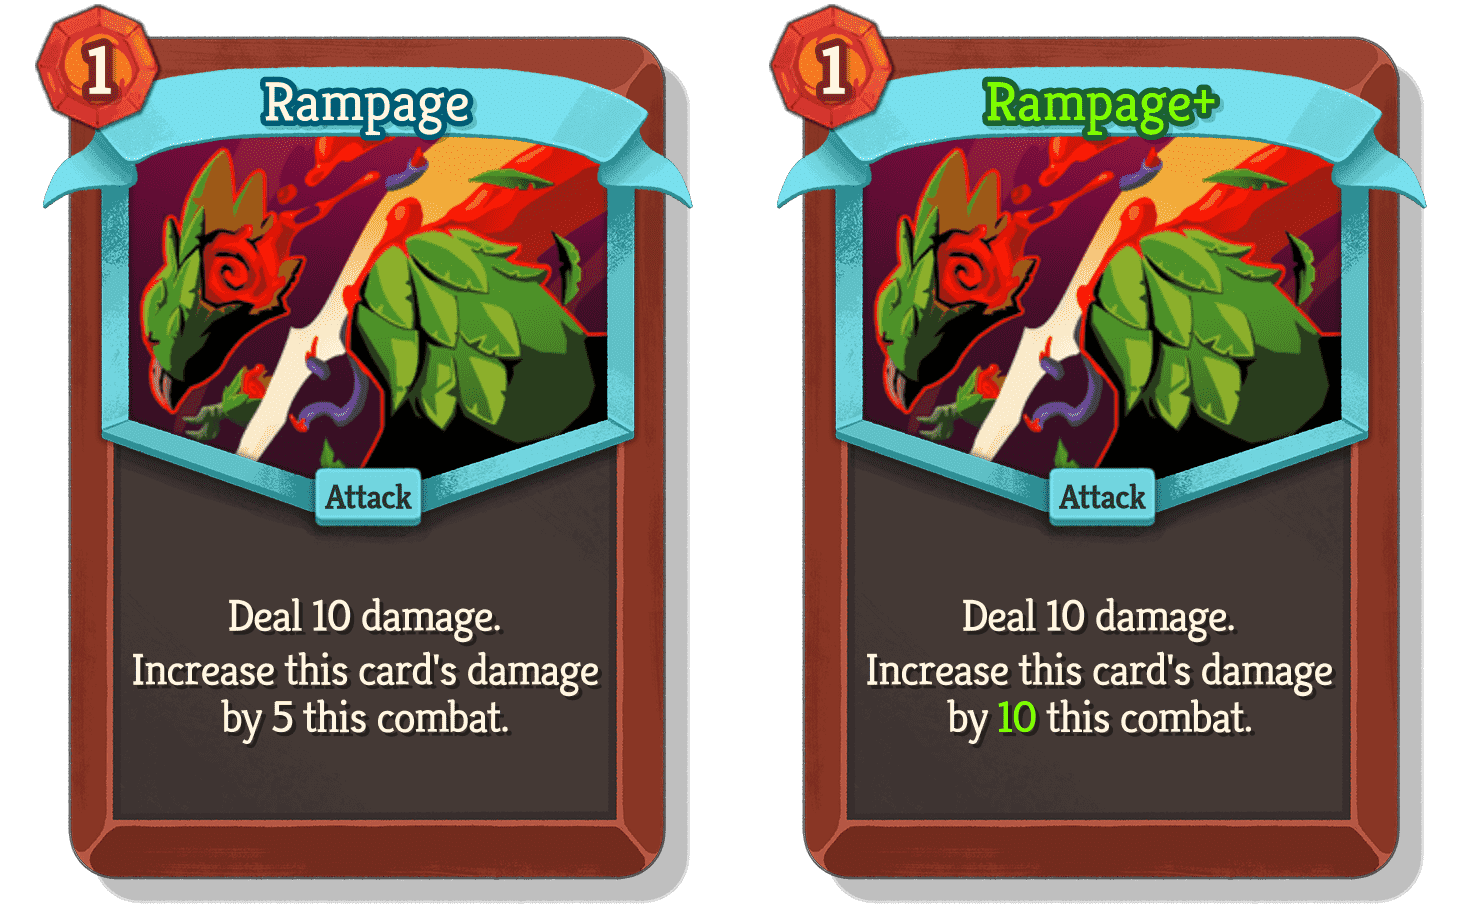 1
Rampage
Attack
Deal 10 damage.
Increase this card's damage
by 5 this combat.
1
Rampage+
Attack
Deal 10 damage.
Increase this card's damage
by 10 this combat.